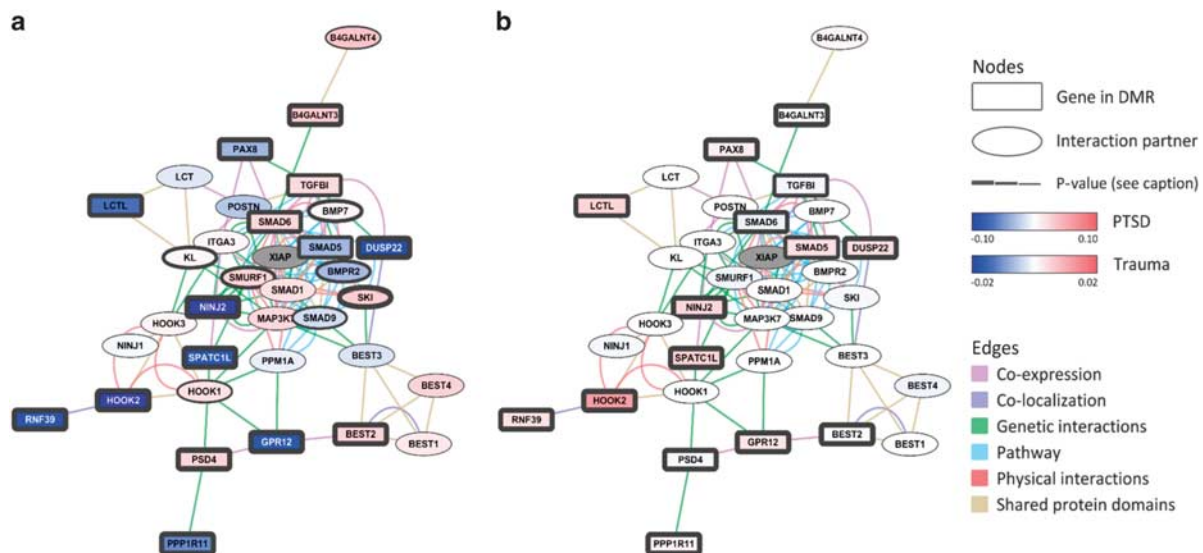 a
B4GALNT4
B4GALNT3
PAX8
LCT
TGFBI
LCTL
POSTN
BMP7
SMAD6
ITGA3
SMAD5
DUSP22
KL
XIAP
BMPR2
SMURF1
SMAD1
SKI
NINJ2
HOOK3
MAP3K7
SMAD9
NINJ1
SPATC1L
PPM1A
BEST3
HOOK1
BEST4
HOOK2
RNF39
GPR12
BEST2
BEST1
PSD4
PPP1R11
b
B4GALNT4
B4GALNT3
PAX8
LCT
TGFBI
LCTL
POSTN
BMP7
SMAD6
ITGA3
SMAD5
DUSP22
KL
XIAP
BMPR2
SMURF1
SMAD1
SKI
NINJ2
HOOK3
MAP3K7
SMAD9
NINJ1
SPATC1L
PPM1A
BEST3
HOOK1
BEST4
HOOK2
RNF39
GPR12
BEST2
BEST1
PSD4
PPP1R11
Nodes
Gene in DMR
Interaction partner
P-value (see caption)
PTSD
-0.10 0.10
Trauma
-0.02 0.02
Edges
Co-expression
Co-localization
Genetic interactions
Pathway
Physical interactions
Shared protein domains